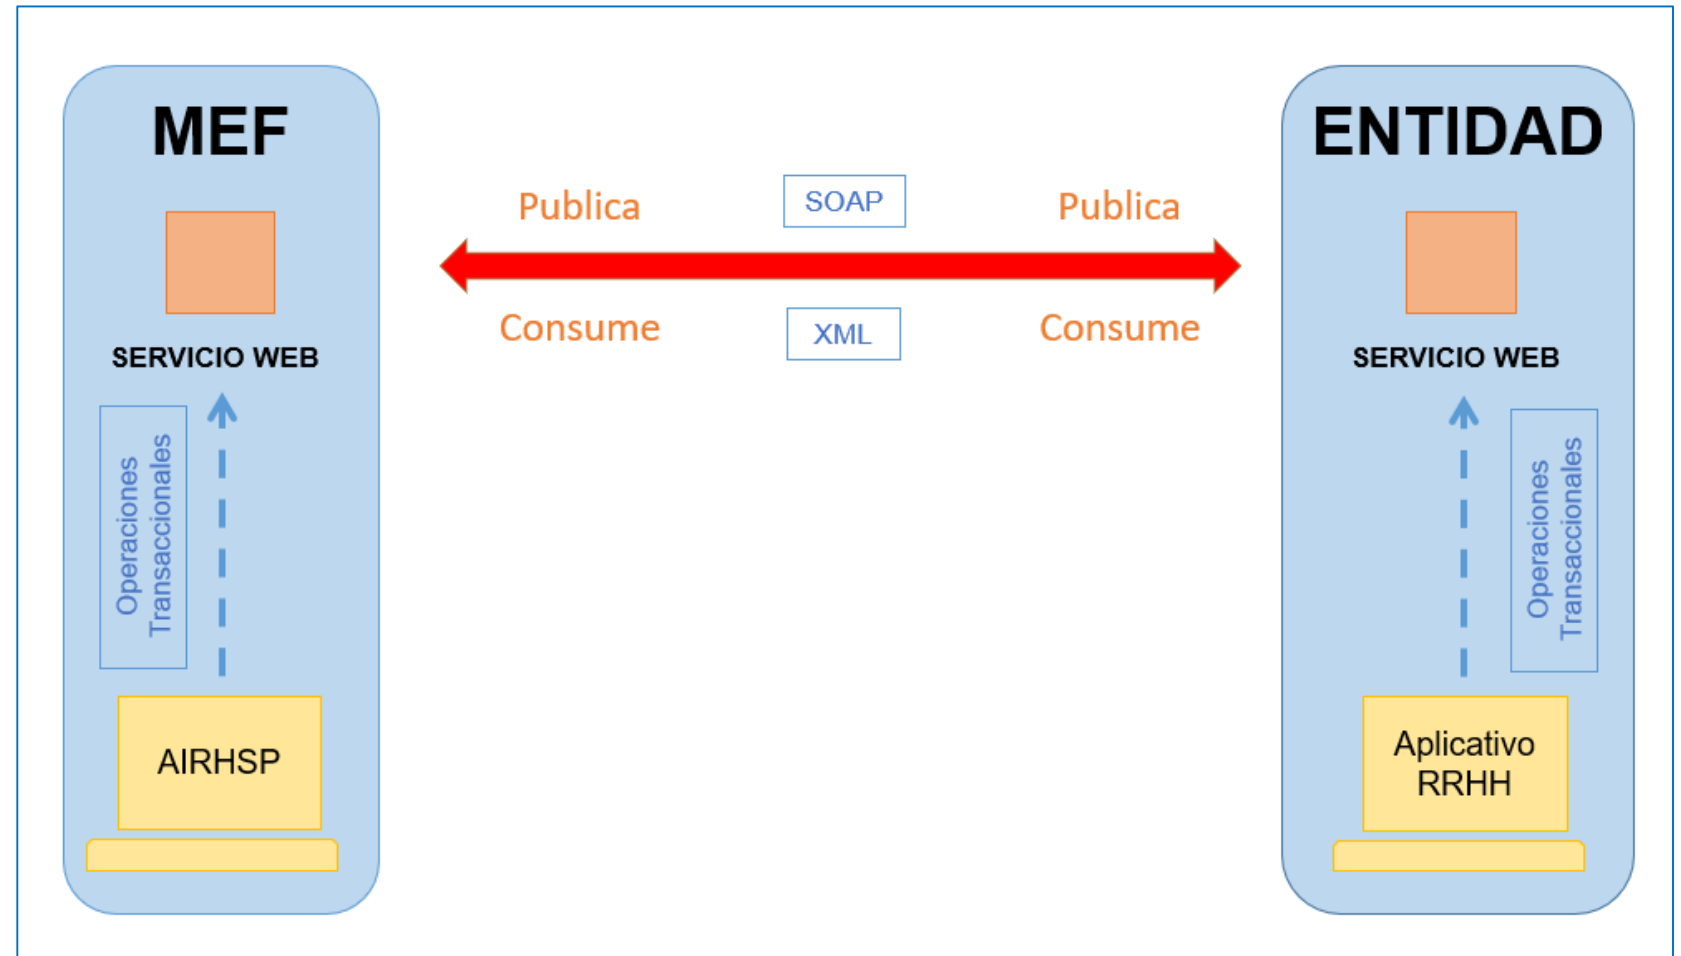 MEF
ENTIDAD
Publica
SOAP
Publica
Consume
XML
Consume
SERVICIO WEB
SERVICIO WEB
Operaciones
Transaccionales
Operaciones
Transaccionales
AIRHSP
Aplicativo
RRHH